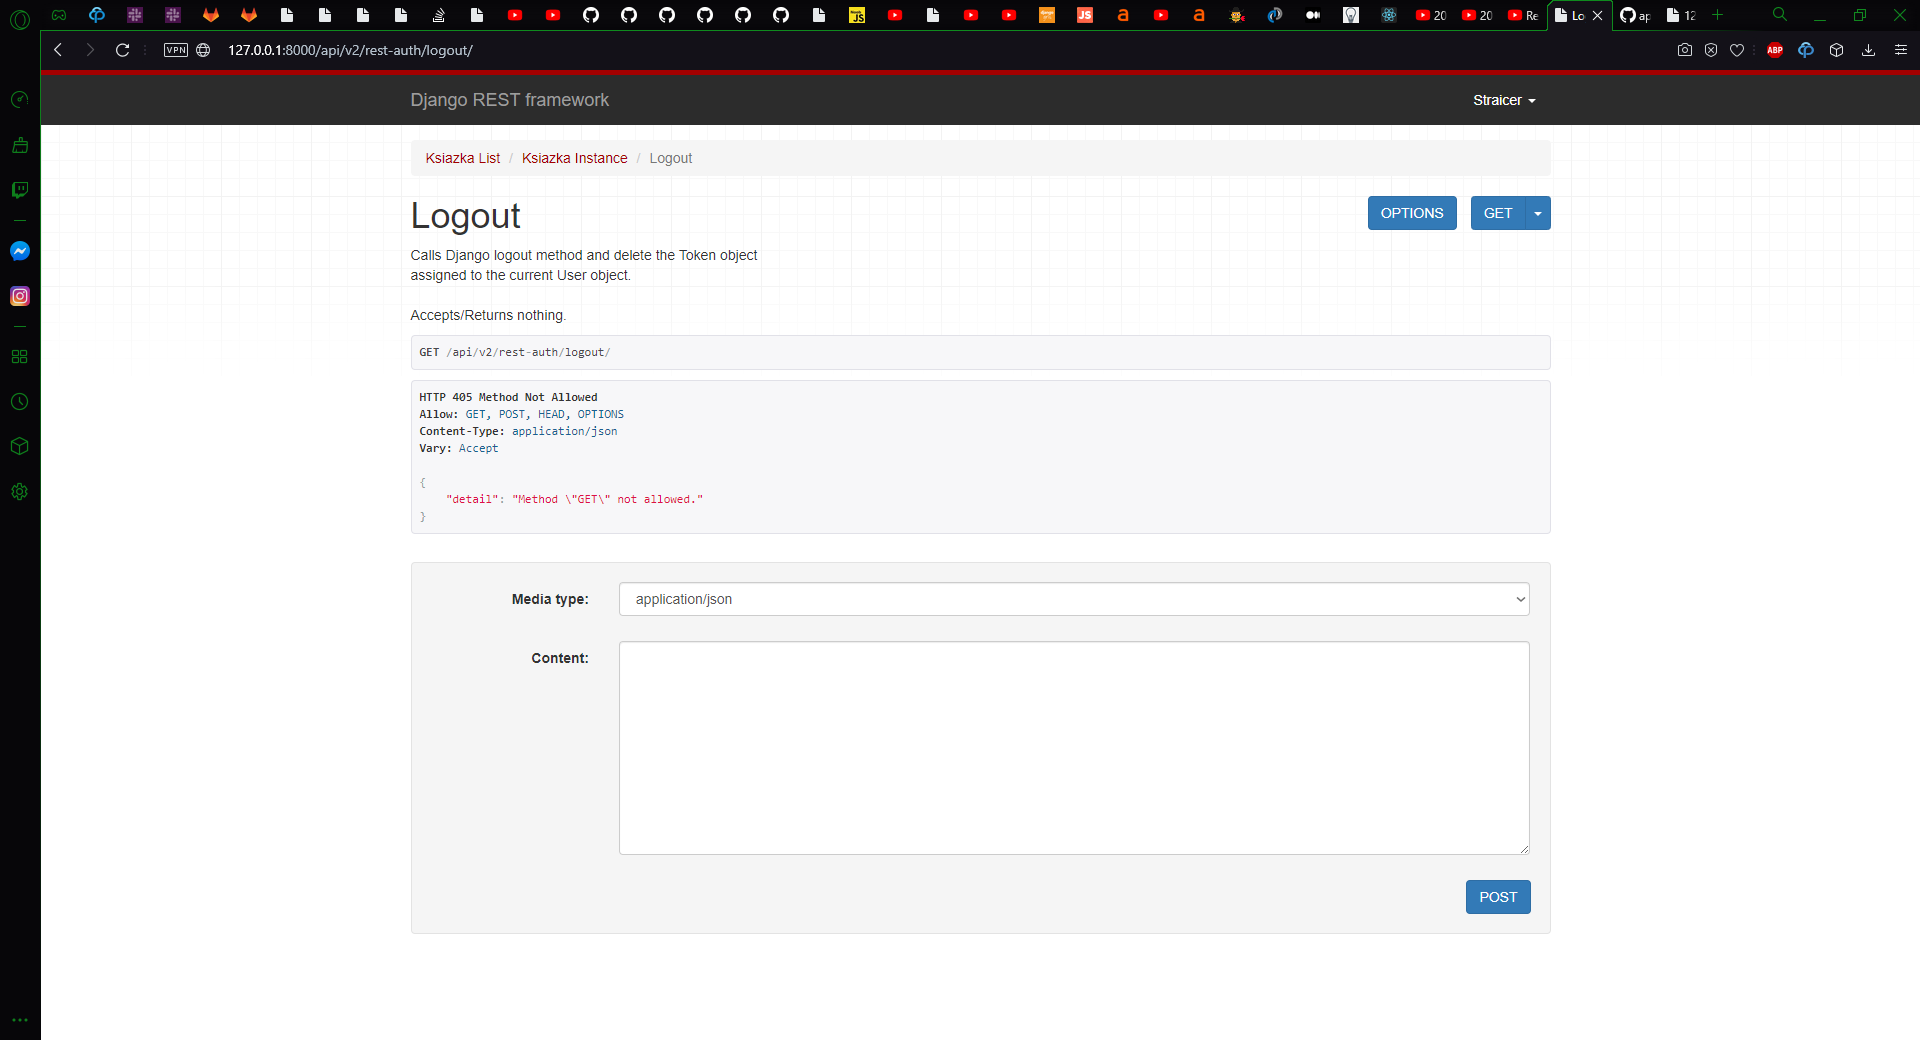 20
20
Re
Lo
ap
12
VPN
127.0.0.1:8000/api/v2/rest-auth/logout/
ABP
Django REST framework
Straicer
Ksiazka List / Ksiazka Instance / Logout
Logout
OPTIONS
GET
Calls Django logout method and delete the Token object
assigned to the current User object.
Accepts/Returns nothing.
GET /api/v2/rest-auth/logout/
HTTP 405 Method Not Allowed
Allow: GET, POST, HEAD, OPTIONS
Content-Type: application/json
Vary: Accept
{
"detail": "Method \"GET\" not allowed."
}
Media type:
application/json
Content:
POST